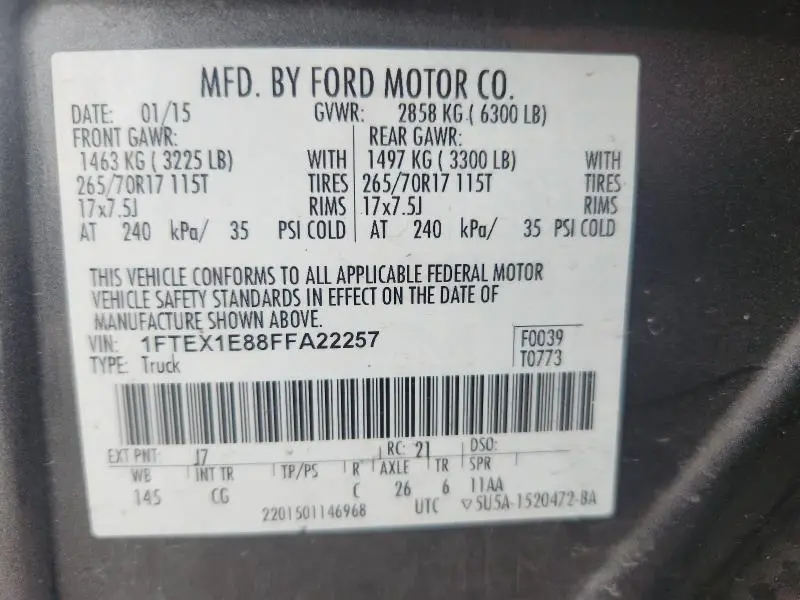 MFD. BY FORD MOTOR CO.
DATE: 01/15 GVWR: 2858 KG ( 6300 LB)
FRONT GAWR: REAR GAWR:
1463 KG ( 3225 LB) WITH 1497 KG ( 3300 LB) WITH
265/70R17 115T TIRES 265/70R17 115T TIRES
17x7.5J RIMS 17x7.5J RIMS
AT 240 kPa/ 35 PSI COLD AT 240 kPa/ 35 PSI COLD
THIS VEHICLE CONFORMS TO ALL APPLICABLE FEDERAL MOTOR
VEHICLE SAFETY STANDARDS IN EFFECT ON THE DATE OF
MANUFACTURE SHOWN ABOVE.
VIN: 1FTEX1E88FFA22257 F0039
TYPE: Truck T0773
EXT PNT: J7 RC: 21 DSO:
WB INT TR TP/PS R AXLE TR SPR
145 CG C 26 6 11AA
2201501146968 UTC ▽5U5A-1520472-BA